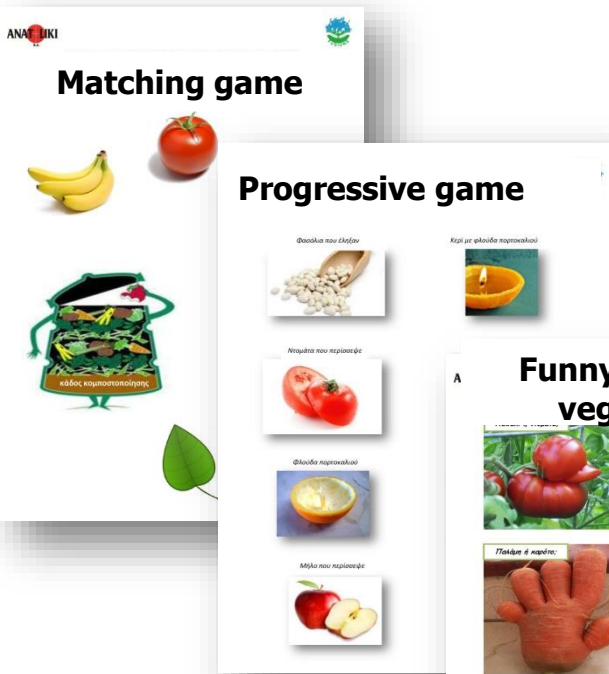 ANATOLIKI
Matching game
κάδος κομποστοποίησης
Progressive game
Φασόλια που έληξαν
Κερί με φλούδα πορτοκαλιού
Ντομάτα που περίσσεψε
Φλούδα πορτοκαλιού
Μήλο που περίσσεψε
A
Funny
veg
Παλάμη ή καρότο;